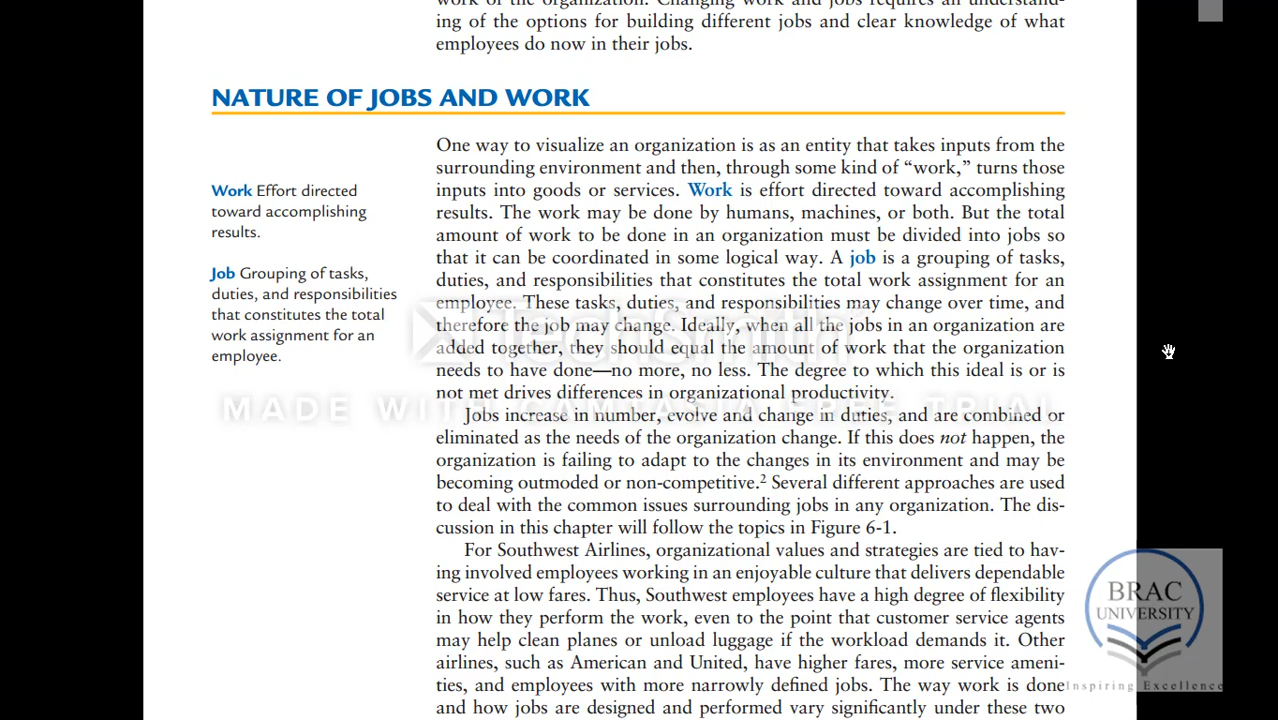 work of the organization. Changing work and jobs requires an understand-
ing of the options for building different jobs and clear knowledge of what
employees do now in their jobs.
NATURE OF JOBS AND WORK
Work Effort directed
toward accomplishing
results.
Job Grouping of tasks,
duties, and responsibilities
that constitutes the total
work assignment for an
employee.
One way to visualize an organization is as an entity that takes inputs from the
surrounding environment and then, through some kind of “work,” turns those
inputs into goods or services. Work is effort directed toward accomplishing
results. The work may be done by humans, machines, or both. But the total
amount of work to be done in an organization must be divided into jobs so
that it can be coordinated in some logical way. A job is a grouping of tasks,
duties, and responsibilities that constitutes the total work assignment for an
employee. These tasks, duties, and responsibilities may change over time, and
therefore the job may change. Ideally, when all the jobs in an organization are
added together, they should equal the amount of work that the organization
needs to have done—no more, no less. The degree to which this ideal is or is
not met drives differences in organizational productivity.
Jobs increase in number, evolve and change in duties, and are combined or
eliminated as the needs of the organization change. If this does not happen, the
organization is failing to adapt to the changes in its environment and may be
becoming outmoded or non-competitive.2 Several different approaches are used
to deal with the common issues surrounding jobs in any organization. The dis-
cussion in this chapter will follow the topics in Figure 6-1.
For Southwest Airlines, organizational values and strategies are tied to hav-
ing involved employees working in an enjoyable culture that delivers dependable
service at low fares. Thus, Southwest employees have a high degree of flexibility
in how they perform the work, even to the point that customer service agents
may help clean planes or unload luggage if the workload demands it. Other
airlines, such as American and United, have higher fares, more service ameni-
ties, and employees with more narrowly defined jobs. The way work is done
and how jobs are designed and performed vary significantly under these two
TechSmith
MADE WITH CAMTASIA FREE TRIAL
BRAC
UNIVERSITY
Inspiring Excellence